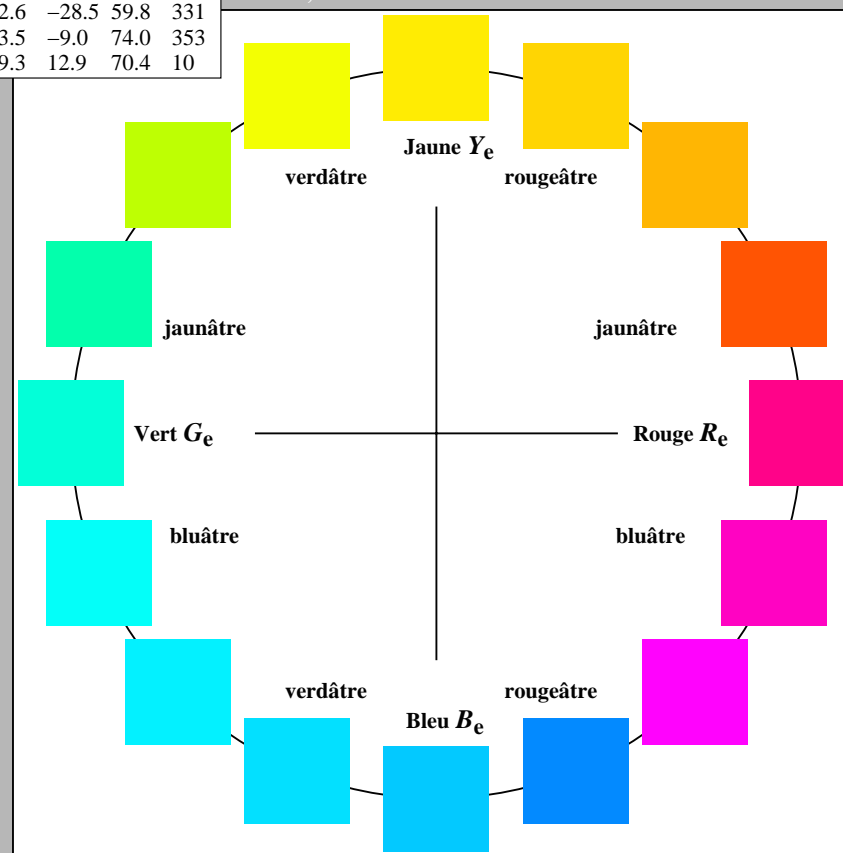 2.6 –28.5 59.8 331
3.5 –9.0 74.0 353
9.3 12.9 70.4 10
Jaune Ye
verdâtre rougeâtre
jaunâtre jaunâtre
Vert Ge Rouge Re
bluâtre bluâtre
verdâtre rougeâtre
Bleu Be